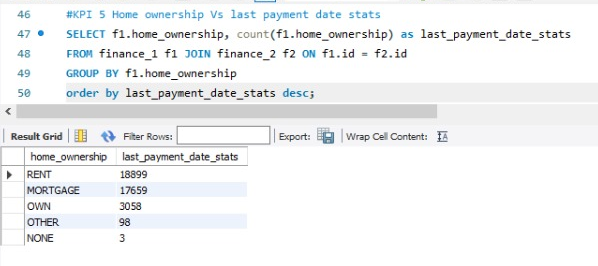 46 #KPI 5 Home ownership Vs last payment date stats
47 SELECT f1.home_ownership, count(f1.home_ownership) as last_payment_date_stats
48 FROM finance_1 f1 JOIN finance_2 f2 ON f1.id = f2.id
49 GROUP BY f1.home_ownership
50 order by last_payment_date_stats desc;
Result Grid Filter Rows: Export: Wrap Cell Content: IA
home_ownership last_payment_date_stats
RENT 18899
MORTGAGE 17659
OWN 3058
OTHER 98
NONE 3